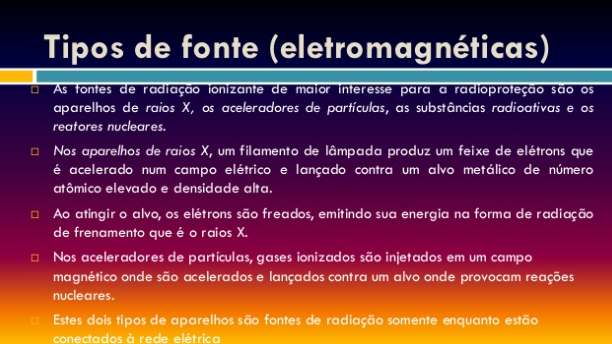 Tipos de fonte (eletromagnéticas)
As fontes de radiação ionizante de maior interesse para a radioproteção são os
aparelhos de raios X, os aceleradores de partículas, as substâncias radioativas e os
reatores nucleares.
Nos aparelhos de raios X, um filamento de lâmpada produz um feixe de elétrons que
é acelerado num campo elétrico e lançado contra um alvo metálico de número
atômico elevado e densidade alta.
Ao atingir o alvo, os elétrons são freados, emitindo sua energia na forma de radiação
de frenamento que é o raios X.
Nos aceleradores de partículas, gases ionizados são injetados em um campo
magnético onde são acelerados e lançados contra um alvo onde provocam reações
nucleares.
Estes dois tipos de aparelhos são fontes de radiação somente enquanto estão
conectados à rede elétrica